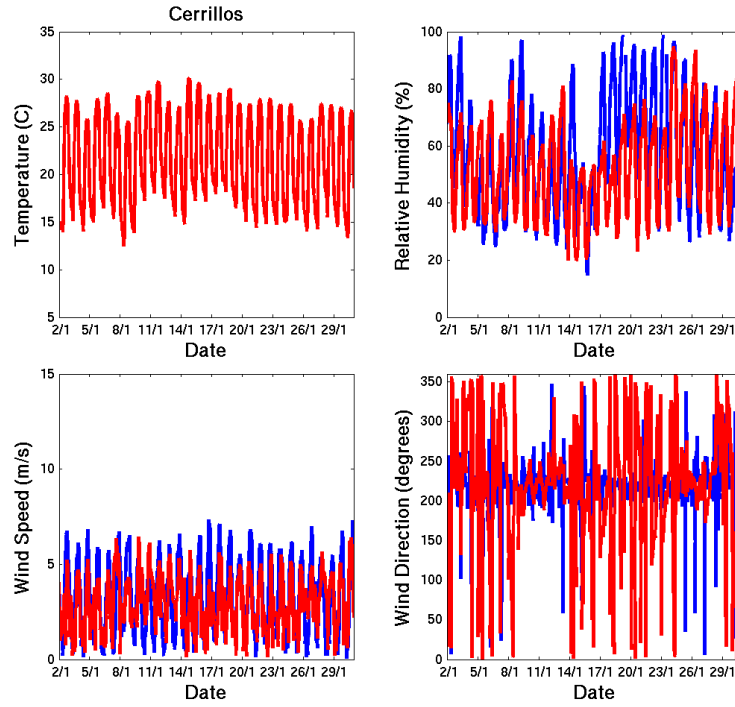 Cerrillos
Temperature (C)
35
30
25
20
15
10
5
2/1 5/1 8/1 11/1 14/1 17/1 20/1 23/1 26/1 29/1
Date
Relative Humidity (%)
100
80
60
40
20
0
2/1 5/1 8/1 11/1 14/1 17/1 20/1 23/1 26/1 29/1
Date
Wind Speed (m/s)
15
10
5
0
2/1 5/1 8/1 11/1 14/1 17/1 20/1 23/1 26/1 29/1
Date
Wind Direction (degrees)
350
300
250
200
150
100
50
0
2/1 5/1 8/1 11/1 14/1 17/1 20/1 23/1 26/1 29/1
Date